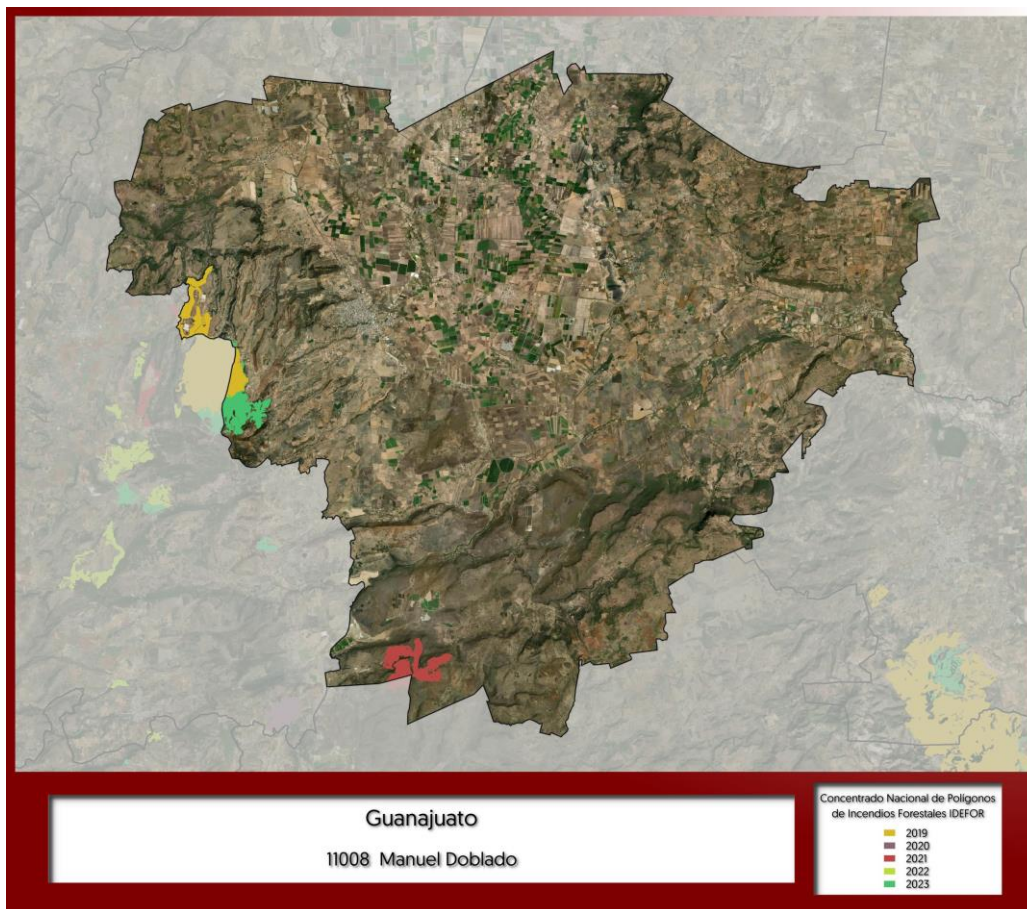 Guanajuato
11008 Manuel Doblado
Concentrado Nacional de Polígonos
de Incendios Forestales IDEFOR
2019
2020
2021
2022
2023